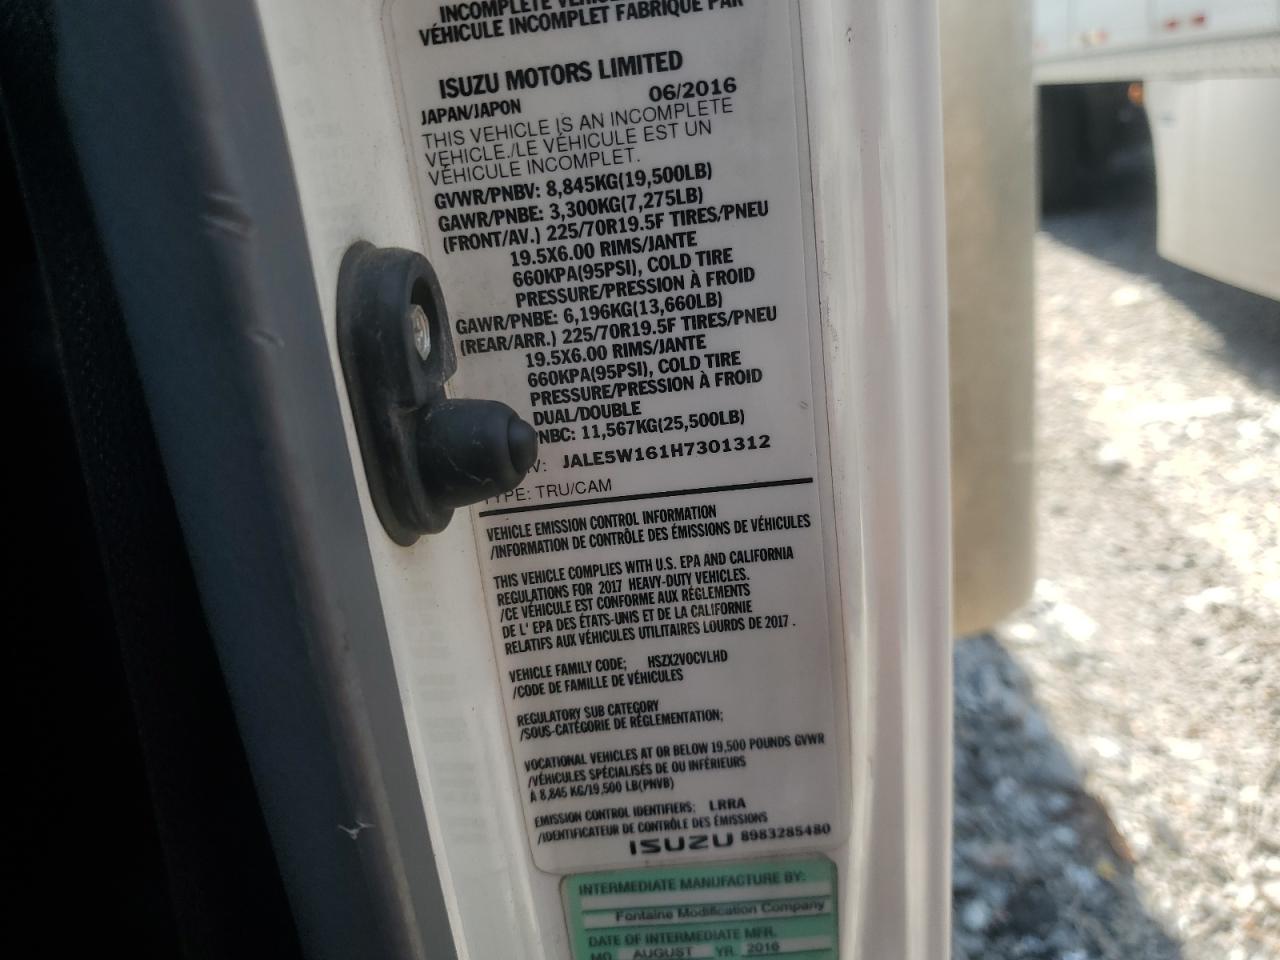 INCOMPLETE
VÉHICULE INCOMPLET FABRIQUÉ PAR
ISUZU MOTORS LIMITED
JAPAN/JAPON 06/2016
THIS VEHICLE IS AN INCOMPLETE
VEHICLE./LE VÉHICULE EST UN
VÉHICULE INCOMPLET.
GVWR/PNBV: 8,845KG(19,500LB)
GAWR/PNBE: 3,300KG(7,275LB)
(FRONT/AV.) 225/70R19.5F TIRES/PNEU
19.5X6.00 RIMS/JANTE
660KPA(95PSI), COLD TIRE
PRESSURE/PRESSION À FROID
GAWR/PNBE: 6,196KG(13,660LB)
(REAR/ARR.) 225/70R19.5F TIRES/PNEU
19.5X6.00 RIMS/JANTE
660KPA(95PSI), COLD TIRE
PRESSURE/PRESSION À FROID
DUAL/DOUBLE
PNBC: 11,567KG(25,500LB)
JALE5W161H7301312
TYPE: TRU/CAM
VEHICLE EMISSION CONTROL INFORMATION
/INFORMATION DE CONTRÔLE DES ÉMISSIONS DE VÉHICULES
THIS VEHICLE COMPLIES WITH U.S. EPA AND CALIFORNIA
REGULATIONS FOR 2017 HEAVY-DUTY VEHICLES.
/CE VÉHICULE EST CONFORME AUX RÈGLEMENTS
DE L' EPA DES ÉTATS-UNIS ET DE LA CALIFORNIE
RELATIFS AUX VÉHICULES UTILITAIRES LOURDS DE 2017 .
VEHICLE FAMILY CODE; HSZX2VOCVLHD
/CODE DE FAMILLE DE VÉHICULES
REGULATORY SUB CATEGORY
/SOUS-CATÉGORIE DE RÉGLEMENTATION;
VOCATIONAL VEHICLES AT OR BELOW 19,500 POUNDS GVWR
/VÉHICULES SPÉCIALISÉS DE OU INFÉRIEURS
À 8,845 KG/19,500 LB(PNVB)
EMISSION CONTROL IDENTIFIERS; LRRA
/IDENTIFICATEUR DE CONTRÔLE DES ÉMISSIONS
ISUZU 8983285480
INTERMEDIATE MANUFACTURE BY:
Fontaine Modification Company
DATE OF INTERMEDIATE MFR.
MO. AUGUST YR. 2016